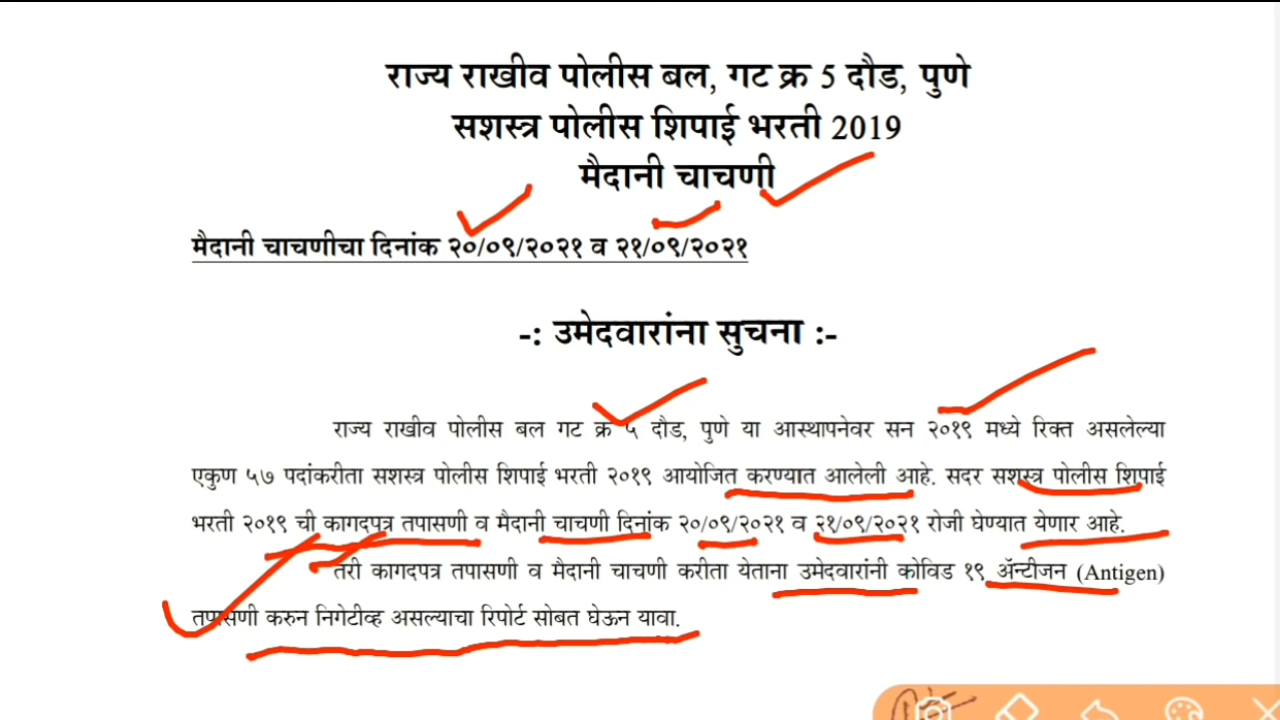 राज्य राखीव पोलीस बल, गट क्र 5 दौड, पुणे
सशस्त्र पोलीस शिपाई भरती 2019
मैदानी चाचणी
मैदानी चाचणीचा दिनांक २०/०९/२०२१ व २१/०९/२०२१
-: उमेदवारांना सुचना :-
राज्य राखीव पोलीस बल गट क्र ५ दौड, पुणे या आस्थापनेवर सन २०१९ मध्ये रिक्त असलेल्या
एकुण ५७ पदांकरीता सशस्त्र पोलीस शिपाई भरती २०१९ आयोजित करण्यात आलेली आहे. सदर सशस्त्र पोलीस शिपाई
भरती २०१९ ची कागदपत्र तपासणी व मैदानी चाचणी दिनांक २०/०९/२०२१ व २१/०९/२०२१ रोजी घेण्यात येणार आहे.
तरी कागदपत्र तपासणी व मैदानी चाचणी करीता येताना उमेदवारांनी कोविड १९ ॲन्टीजन (Antigen)
तपासणी करुन निगेटीव्ह असल्याचा रिपोर्ट सोबत घेऊन यावा.